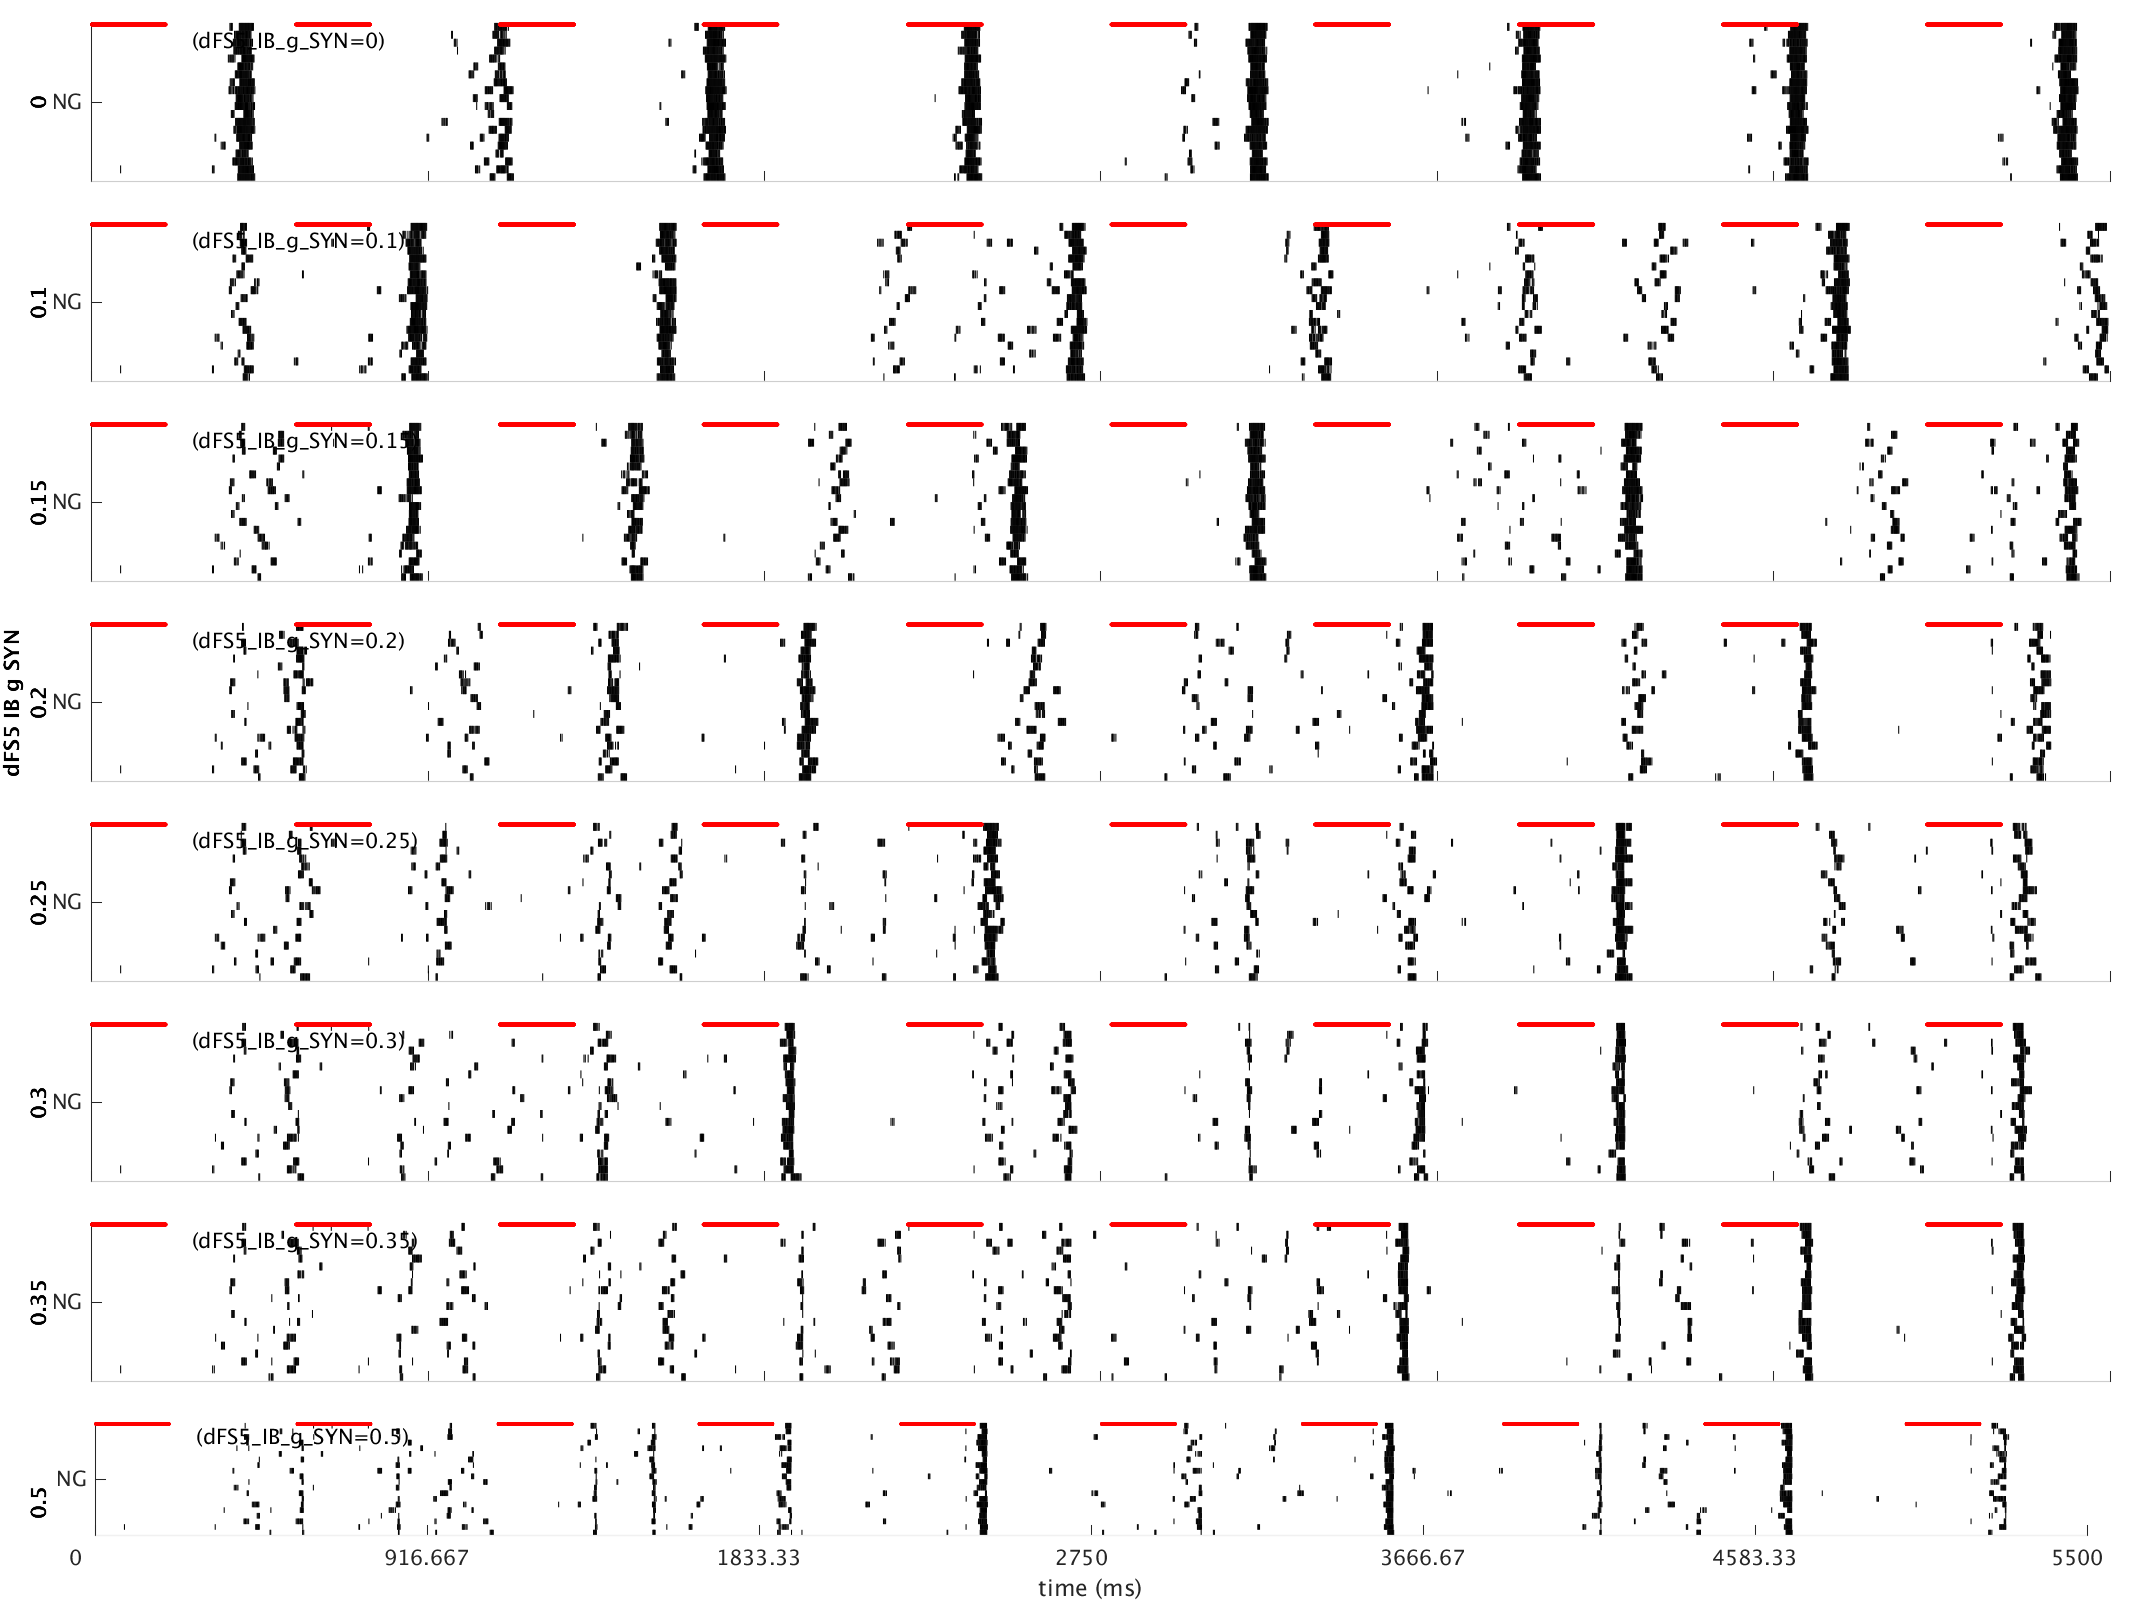 (dFS5_IB_g_SYN=0)
0 NG
(dFS5_IB_g_SYN=0.1)
0.1 NG
(dFS5_IB_g_SYN=0.15)
0.15 NG
(dFS5_IB_g_SYN=0.2)
0.2 NG
dFS5 IB g SYN
(dFS5_IB_g_SYN=0.25)
0.25 NG
(dFS5_IB_g_SYN=0.3)
0.3 NG
(dFS5_IB_g_SYN=0.35)
0.35 NG
(dFS5_IB_g_SYN=0.5)
0.5 NG
0 916.667 1833.33 2750 3666.67 4583.33 5500
time (ms)